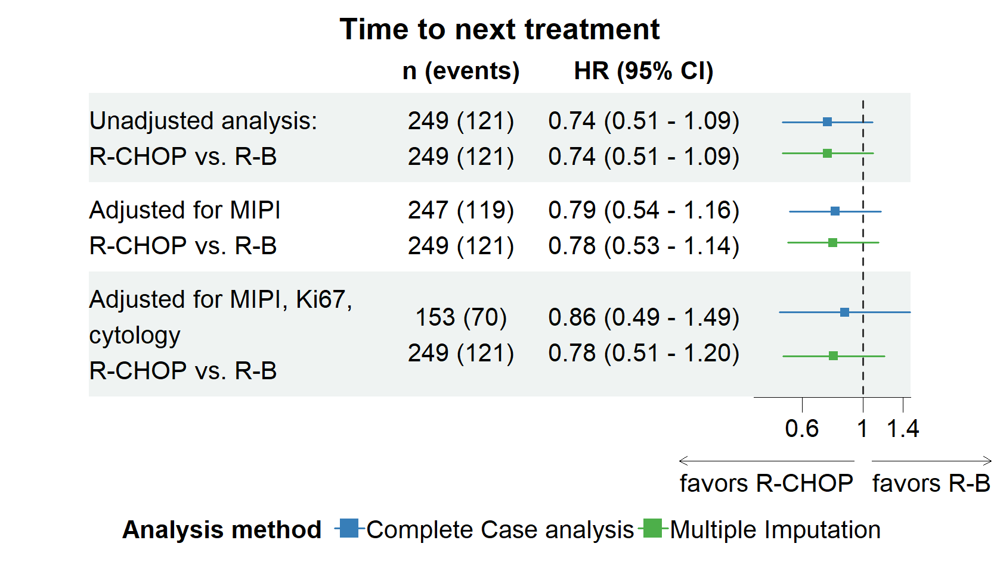 Time to next treatment
n (events) HR (95% CI)
Unadjusted analysis: 249 (121) 0.74 (0.51 - 1.09)
R-CHOP vs. R-B 249 (121) 0.74 (0.51 - 1.09)
Adjusted for MIPI 247 (119) 0.79 (0.54 - 1.16)
R-CHOP vs. R-B 249 (121) 0.78 (0.53 - 1.14)
Adjusted for MIPI, Ki67,
153 (70) 0.86 (0.49 - 1.49)
cytology
249 (121) 0.78 (0.51 - 1.20)
R-CHOP vs. R-B
0.6 1 1.4
favors R-CHOP favors R-B
Analysis method Complete Case analysis Multiple Imputation